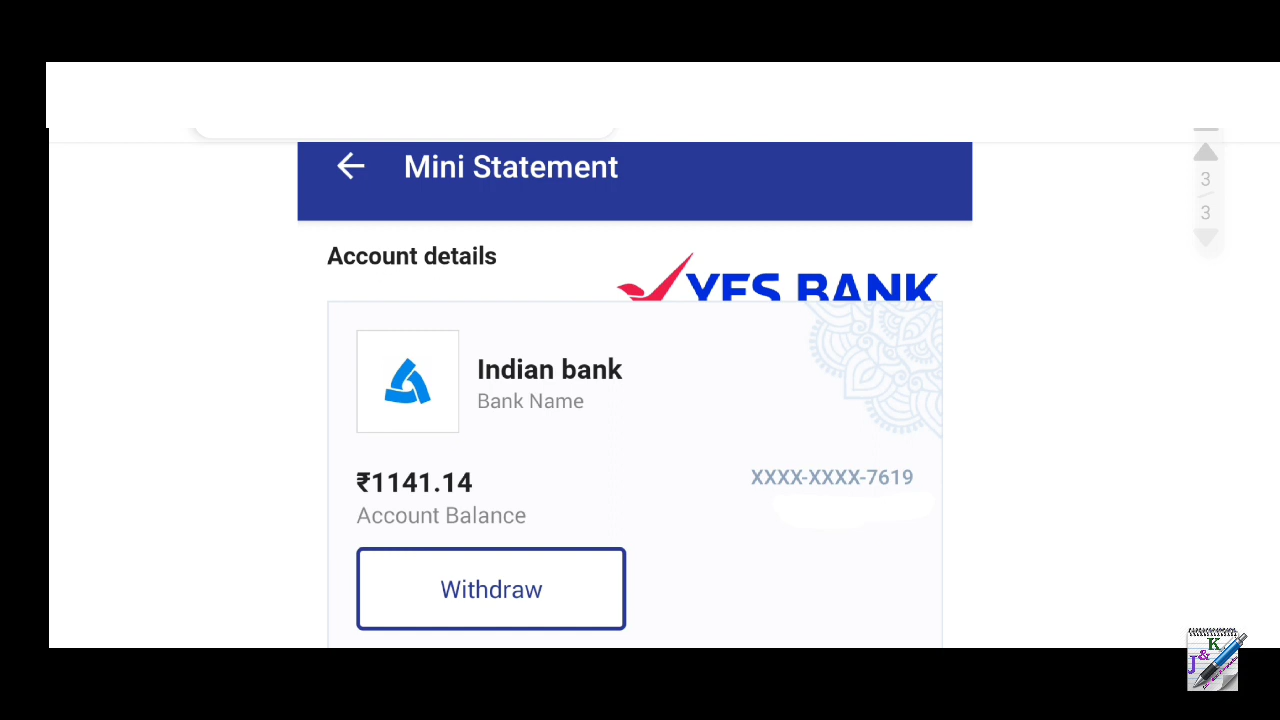 Mini Statement
3
3
Account details
YES BANK
Indian bank
Bank Name
₹1141.14
XXXX-XXXX-7619
Account Balance
Withdraw
J&K